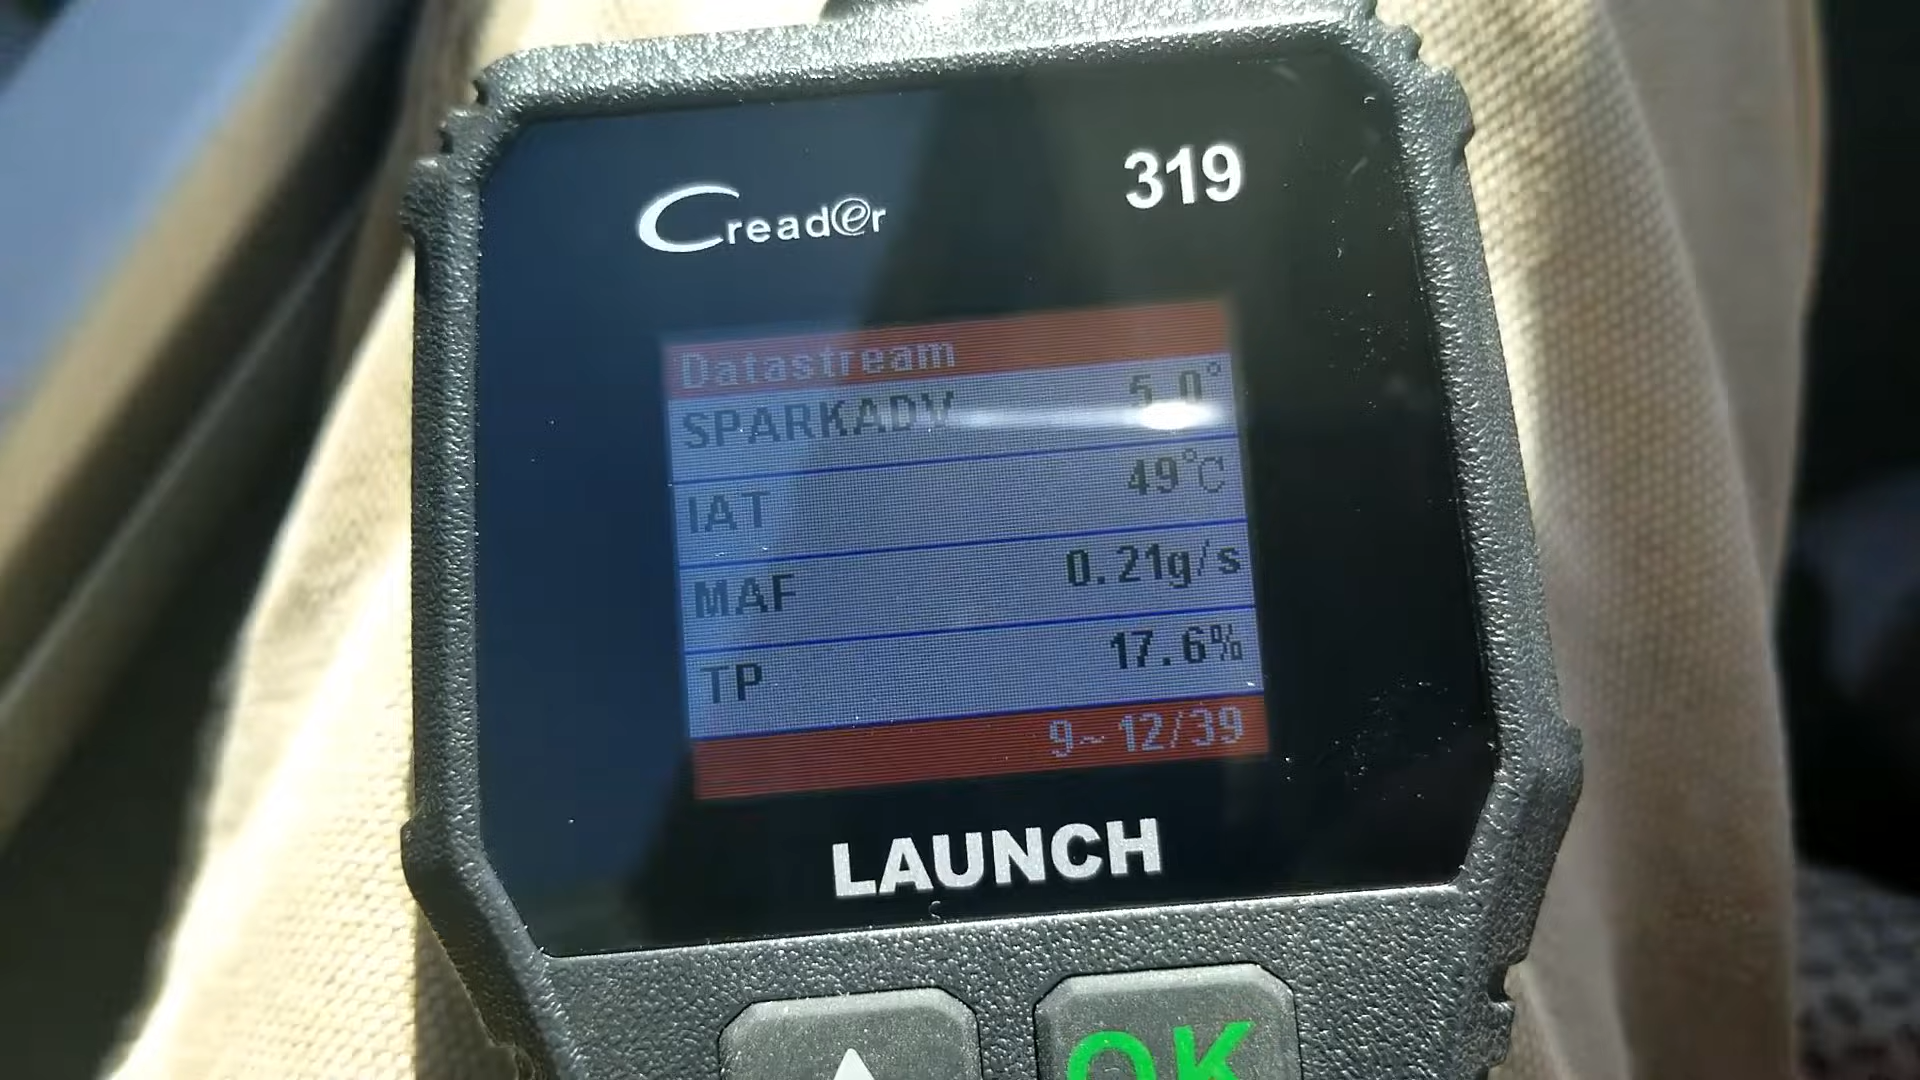 Creader 319
Datastream
SPARKADV 5.0°
IAT 49°C
MAF 0.21g/s
TP 17.6%
9~12/39
LAUNCH
OK